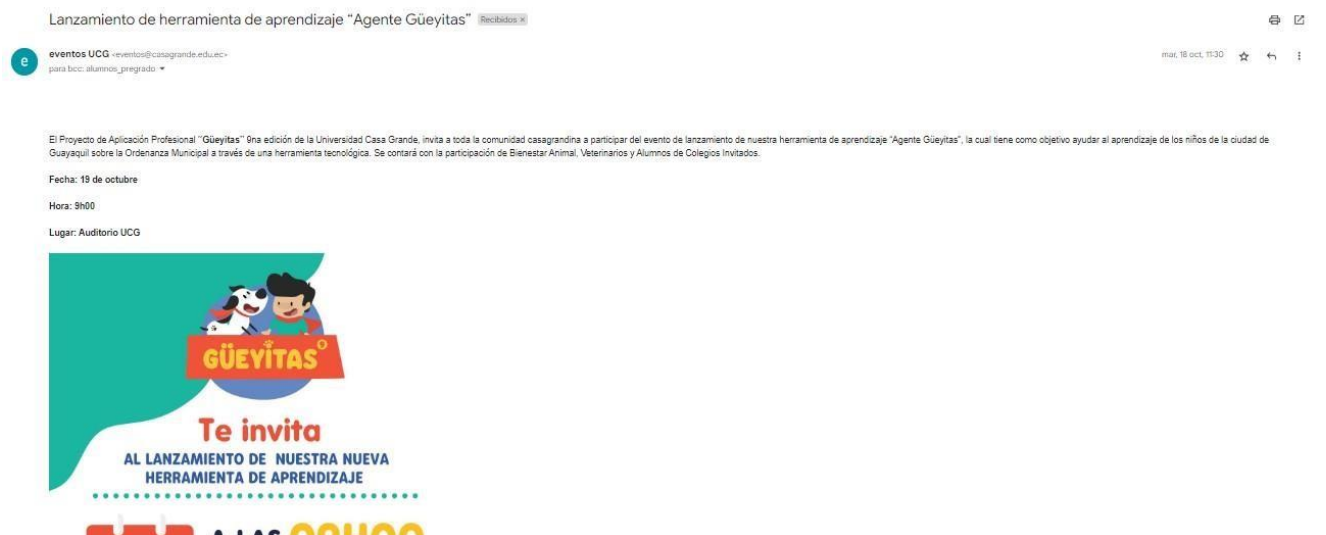 Lanzamiento de herramienta de aprendizaje “Agente Güeyitas” Recibidos ×
e
eventos UCG <eventos@casagrande.edu.ec>
mar, 18 oct, 11:30
para bcc: alumnos_pregrado
El Proyecto de Aplicación Profesional "Güeyitas" 9na edición de la Universidad Casa Grande, invita a toda la comunidad casagrandina a participar del evento de lanzamiento de nuestra herramienta de aprendizaje "Agente Güeyitas", la cual tiene como objetivo ayudar al aprendizaje de los niños de la ciudad de
Guayaquil sobre la Ordenanza Municipal a través de una herramienta tecnológica. Se contará con la participación de Bienestar Animal, Veterinarios y Alumnos de Colegios Invitados.
Fecha: 19 de octubre
Hora: 9h00
Lugar: Auditorio UCG
GÜEYITAS 9
Te invita
AL LANZAMIENTO DE NUESTRA NUEVA
HERRAMIENTA DE APRENDIZAJE
A LAS 09H00